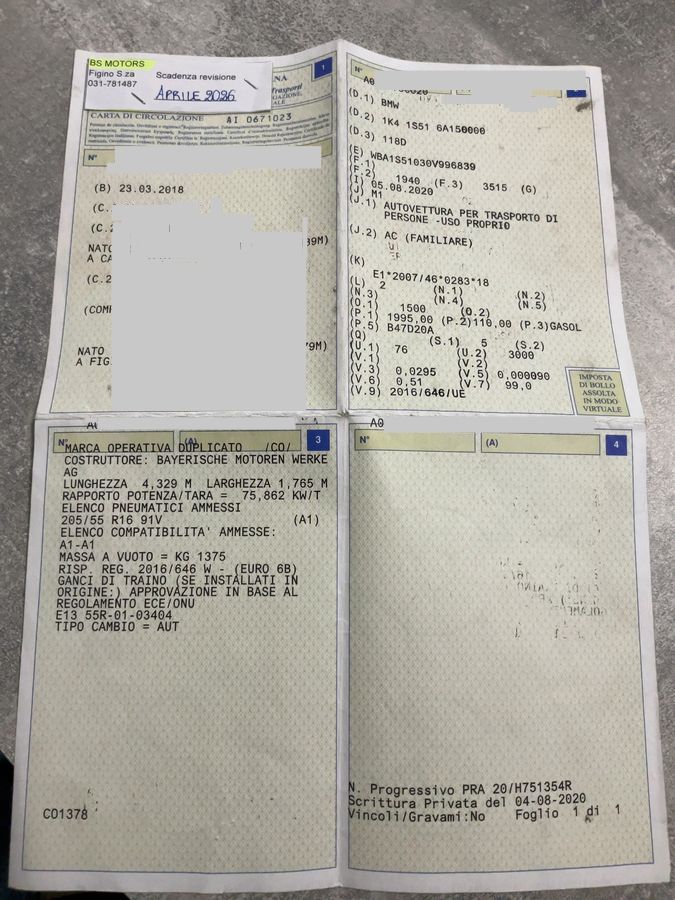 BS MOTORS
Figino S.za Scadenza revisione
031-781487
APRILE 2026
1
CARTA DI CIRCOLAZIONE AI 0671023
N°
(B) 23.03.2018
(C.
(C.2
NATO
A CA
(C.2
(COM
NATO
A FIG
N°
A0
(D.1) BMW
(D.2) 1K4 1S51 6A150000
(D.3) 118D
(E) WBA1S51030V996839
(F.1)
(F.2) 1940 (F.3) 3515 (G)
(I) 05.08.2020
(J) M1
(J.1) AUTOVETTURA PER TRASPORTO DI
PERSONE -USO PROPRIO
(J.2) AC (FAMILIARE)
(K)
E1*2007/46*0283*18
(L) 2 (N.1) (N.2)
(N.3) (N.4) (N.5)
(O.1) 1500 (O.2)
(P.1) 1995,00 (P.2)110,00 (P.3)GASOL
(P.5) B47D20A
(Q) (S.1) 5 (S.2)
(U.1) 76 (U.2) 3000
(V.1) (V.2)
(V.3) 0,0295 (V.5) 0,000090
(V.6) 0,51 (V.7) 99,0
(V.9) 2016/646/UE
IMPOSTA
DI BOLLO
ASSOLTA
IN MODO
VIRTUALE
N° (A) 3
MARCA OPERATIVA DUPLICATO /CO/
COSTRUTTORE: BAYERISCHE MOTOREN WERKE
AG
LUNGHEZZA 4,329 M LARGHEZZA 1,765 M
RAPPORTO POTENZA/TARA = 75,862 KW/T
ELENCO PNEUMATICI AMMESSI
205/55 R16 91V (A1)
ELENCO COMPATIBILITA' AMMESSE:
A1-A1
MASSA A VUOTO = KG 1375
RISP. REG. 2016/646 W - (EURO 6B)
GANCI DI TRAINO (SE INSTALLATI IN
ORIGINE:) APPROVAZIONE IN BASE AL
REGOLAMENTO ECE/ONU
E13 55R-01-03404
TIPO CAMBIO = AUT
CO1378
A0
N° (A) 4
N. Progressivo PRA 20/H751354R
Scrittura Privata del 04-08-2020
Vincoli/Gravami:No Foglio 1 di 1